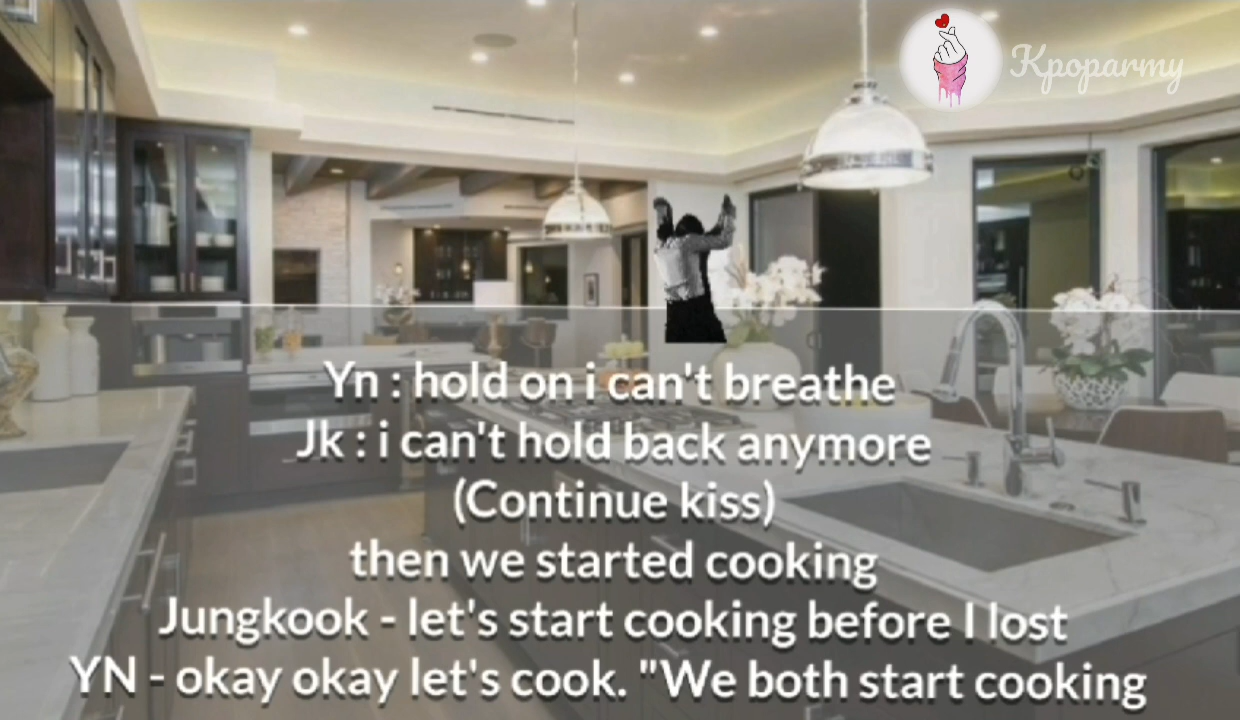 Kpoparmy
Yn : hold on i can't breathe
Jk : i can't hold back anymore
(Continue kiss)
then we started cooking
Jungkook - let's start cooking before I lost
YN - okay okay let's cook. "We both start cooking